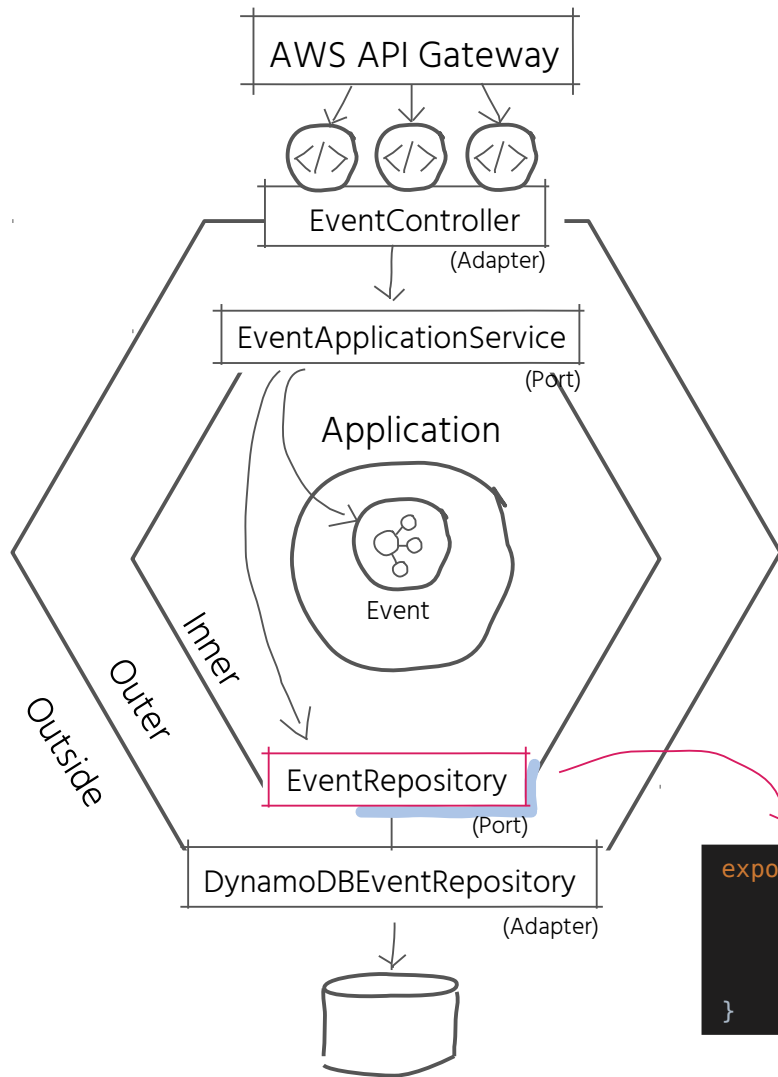 AWS API Gateway
</> </> </>
EventController
(Adapter)
EventApplicationService
(Port)
Application
Event
Inner
Outer
Outside
EventRepository
(Port)
DynamoDBEventRepository
(Adapter)
expo
}